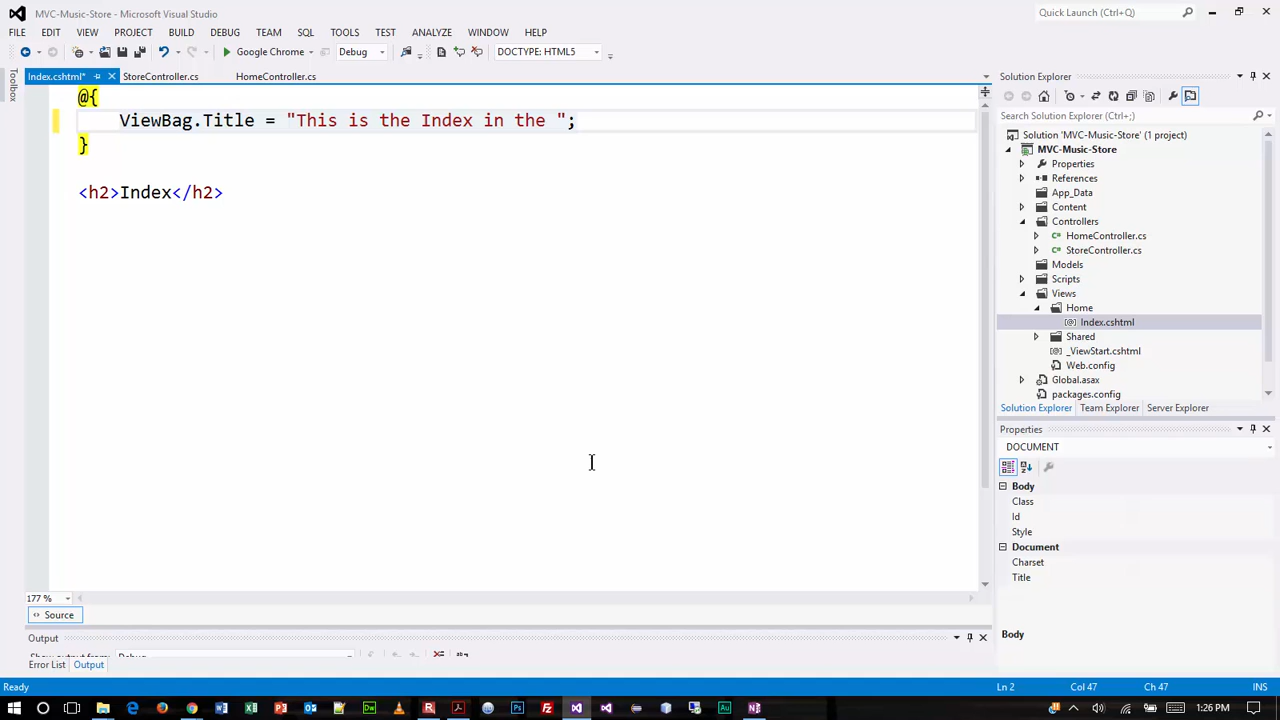 MVC-Music-Store - Microsoft Visual Studio
Quick Launch (Ctrl+Q)
FILE EDIT VIEW PROJECT BUILD DEBUG TEAM SQL TOOLS TEST ANALYZE WINDOW HELP
Google Chrome Debug DOCTYPE: HTML5
Toolbox
Index.cshtml* StoreController.cs HomeController.cs
@{
ViewBag.Title = "This is the Index in the ";
}
<h2>Index</h2>
177 %
Source
Output
Show output from: Debug
Error List Output
Solution Explorer
Search Solution Explorer (Ctrl+;)
Solution 'MVC-Music-Store' (1 project)
MVC-Music-Store
Properties
References
App_Data
Content
Controllers
HomeController.cs
StoreController.cs
Models
Scripts
Views
Home
Index.cshtml
Shared
_ViewStart.cshtml
Web.config
Global.asax
packages.config
Solution Explorer Team Explorer Server Explorer
Properties
DOCUMENT
Body
Class
Id
Style
Document
Charset
Title
Body
Ready Ln 2 Col 47 Ch 47 INS
1:26 PM